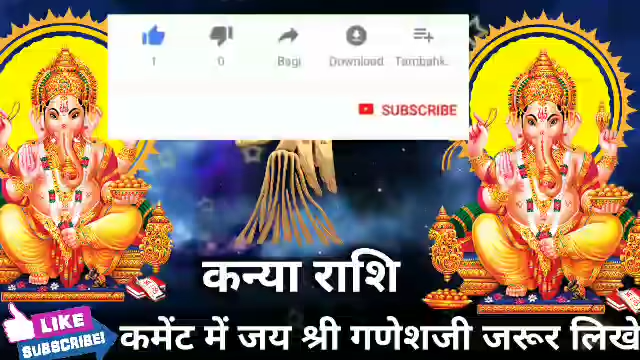 1 0 Bagi Download Tambahk..
SUBSCRIBE
कन्या राशि
LIKE
SUBSCRIBE!
कमेंट में जय श्री गणेशजी जरूर लिखे